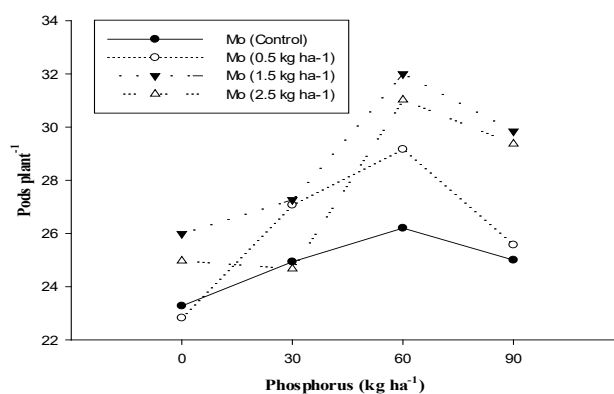 34
32
30
28
26
24
22
Pods plant-1
Mo (Control)
Mo (0.5 kg ha-1)
Mo (1.5 kg ha-1)
Mo (2.5 kg ha-1)
0 30 60 90
Phosphorus (kg ha-1)